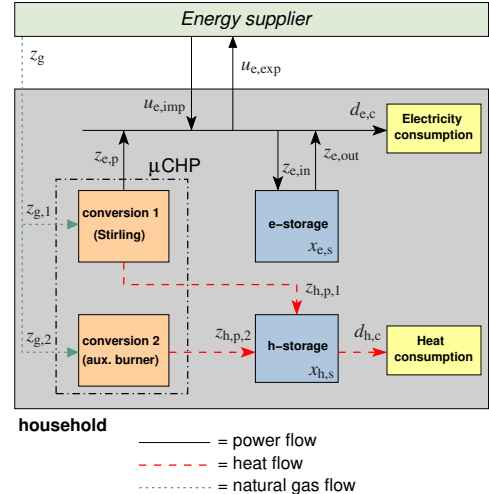 Energy supplier
z_g
u_e,exp
u_e,imp
d_e,c
Electricity
consumption
z_e,p
z_e,in
z_e,out
μCHP
z_g,1
conversion 1
(Stirling)
e−storage
x_e,s
z_h,p,1
z_g,2
conversion 2
(aux. burner)
z_h,p,2
h−storage
x_h,s
d_h,c
Heat
consumption
household
= power flow
= heat flow
= natural gas flow